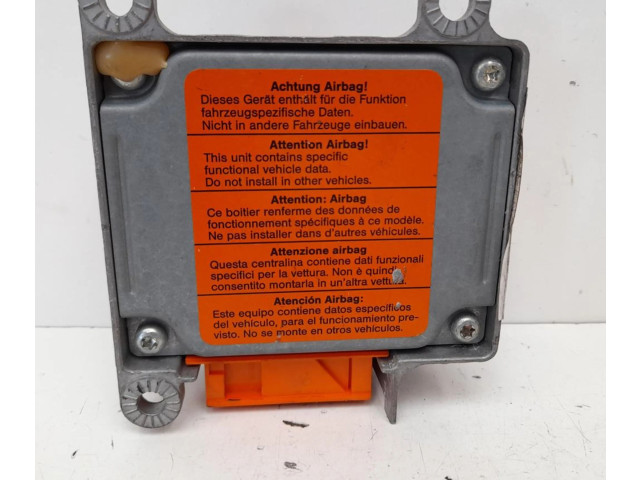 Achtung Airbag!
Dieses Gerät enthält für die Funktion
fahrzeugspezifische Daten.
Nicht in andere Fahrzeuge einbauen.
Attention Airbag!
This unit contains specific
functional vehicle data.
Do not install in other vehicles.
Attention: Airbag
Ce boitier renferme des données de
fonctionnement spécifiques à ce modèle.
Ne pas installer dans d'autres véhicules.
Attenzione airbag
Questa centralina contiene dati funzionali
specifici per la vettura. Non è quindi
consentito montarla in un'altra vettura.
Atención Airbag:
Este equipo contiene datos específicos
del vehiculo, para el funcionamiento pre-
visto. No se monte en otros vehículos.